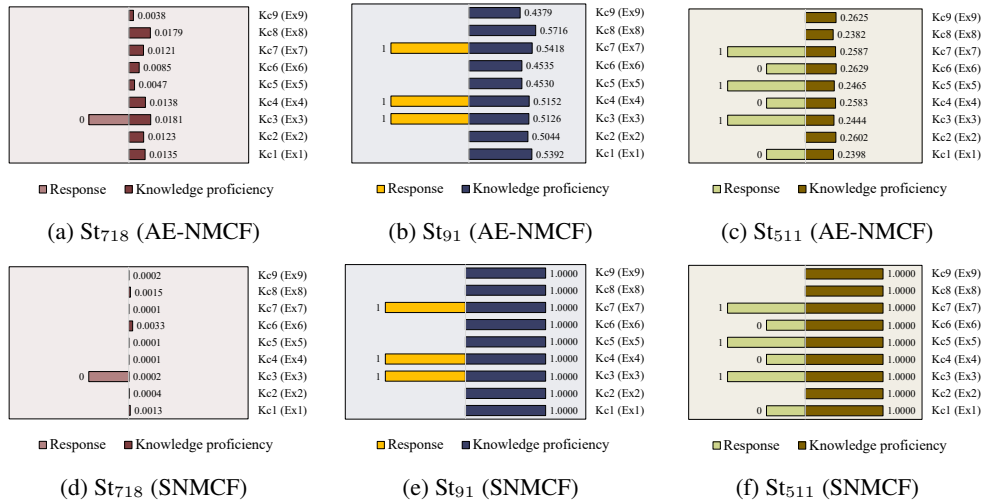 0.0038 Kc9 (Ex9)
0.0179 Kc8 (Ex8)
0.0121 Kc7 (Ex7)
0.0085 Kc6 (Ex6)
0.0047 Kc5 (Ex5)
0.0138 Kc4 (Ex4)
0 0.0181 Kc3 (Ex3)
0.0123 Kc2 (Ex2)
0.0135 Kc1 (Ex1)
Response Knowledge proficiency
(a) St718 (AE-NMCF)
0.4379 Kc9 (Ex9)
0.5716 Kc8 (Ex8)
1 0.5418 Kc7 (Ex7)
0.4535 Kc6 (Ex6)
0.4530 Kc5 (Ex5)
1 0.5152 Kc4 (Ex4)
1 0.5126 Kc3 (Ex3)
0.5044 Kc2 (Ex2)
0.5392 Kc1 (Ex1)
Response Knowledge proficiency
(b) St91 (AE-NMCF)
0.2625 Kc9 (Ex9)
0.2382 Kc8 (Ex8)
1 0.2587 Kc7 (Ex7)
0 0.2629 Kc6 (Ex6)
1 0.2465 Kc5 (Ex5)
0 0.2583 Kc4 (Ex4)
1 0.2444 Kc3 (Ex3)
0.2602 Kc2 (Ex2)
0 0.2398 Kc1 (Ex1)
Response Knowledge proficiency
(c) St511 (AE-NMCF)
0.0002 Kc9 (Ex9)
0.0015 Kc8 (Ex8)
0.0001 Kc7 (Ex7)
0.0033 Kc6 (Ex6)
0.0001 Kc5 (Ex5)
0.0001 Kc4 (Ex4)
0 0.0002 Kc3 (Ex3)
0.0004 Kc2 (Ex2)
0.0013 Kc1 (Ex1)
Response Knowledge proficiency
(d) St718 (SNMCF)
1.0000 Kc9 (Ex9)
1.0000 Kc8 (Ex8)
1 1.0000 Kc7 (Ex7)
1.0000 Kc6 (Ex6)
1.0000 Kc5 (Ex5)
1 1.0000 Kc4 (Ex4)
1 1.0000 Kc3 (Ex3)
1.0000 Kc2 (Ex2)
1.0000 Kc1 (Ex1)
Response Knowledge proficiency
(e) St91 (SNMCF)
1.0000 Kc9 (Ex9)
1.0000 Kc8 (Ex8)
1 1.0000 Kc7 (Ex7)
0 1.0000 Kc6 (Ex6)
1 1.0000 Kc5 (Ex5)
0 1.0000 Kc4 (Ex4)
1 1.0000 Kc3 (Ex3)
1.0000 Kc2 (Ex2)
0 1.0000 Kc1 (Ex1)
Response Knowledge proficiency
(f) St511 (SNMCF)